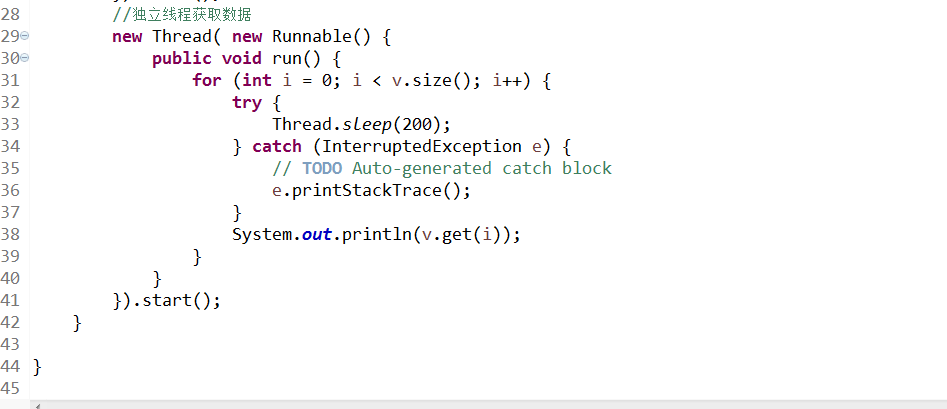 28 //独立线程获取数据
29 new Thread( new Runnable() {
30 public void run() {
31 for (int i = 0; i < v.size(); i++) {
32 try {
33 Thread.sleep(200);
34 } catch (InterruptedException e) {
35 // TODO Auto-generated catch block
36 e.printStackTrace();
37 }
38 System.out.println(v.get(i));
39 }
40 }
41 }).start();
42 }
43
44 }
45